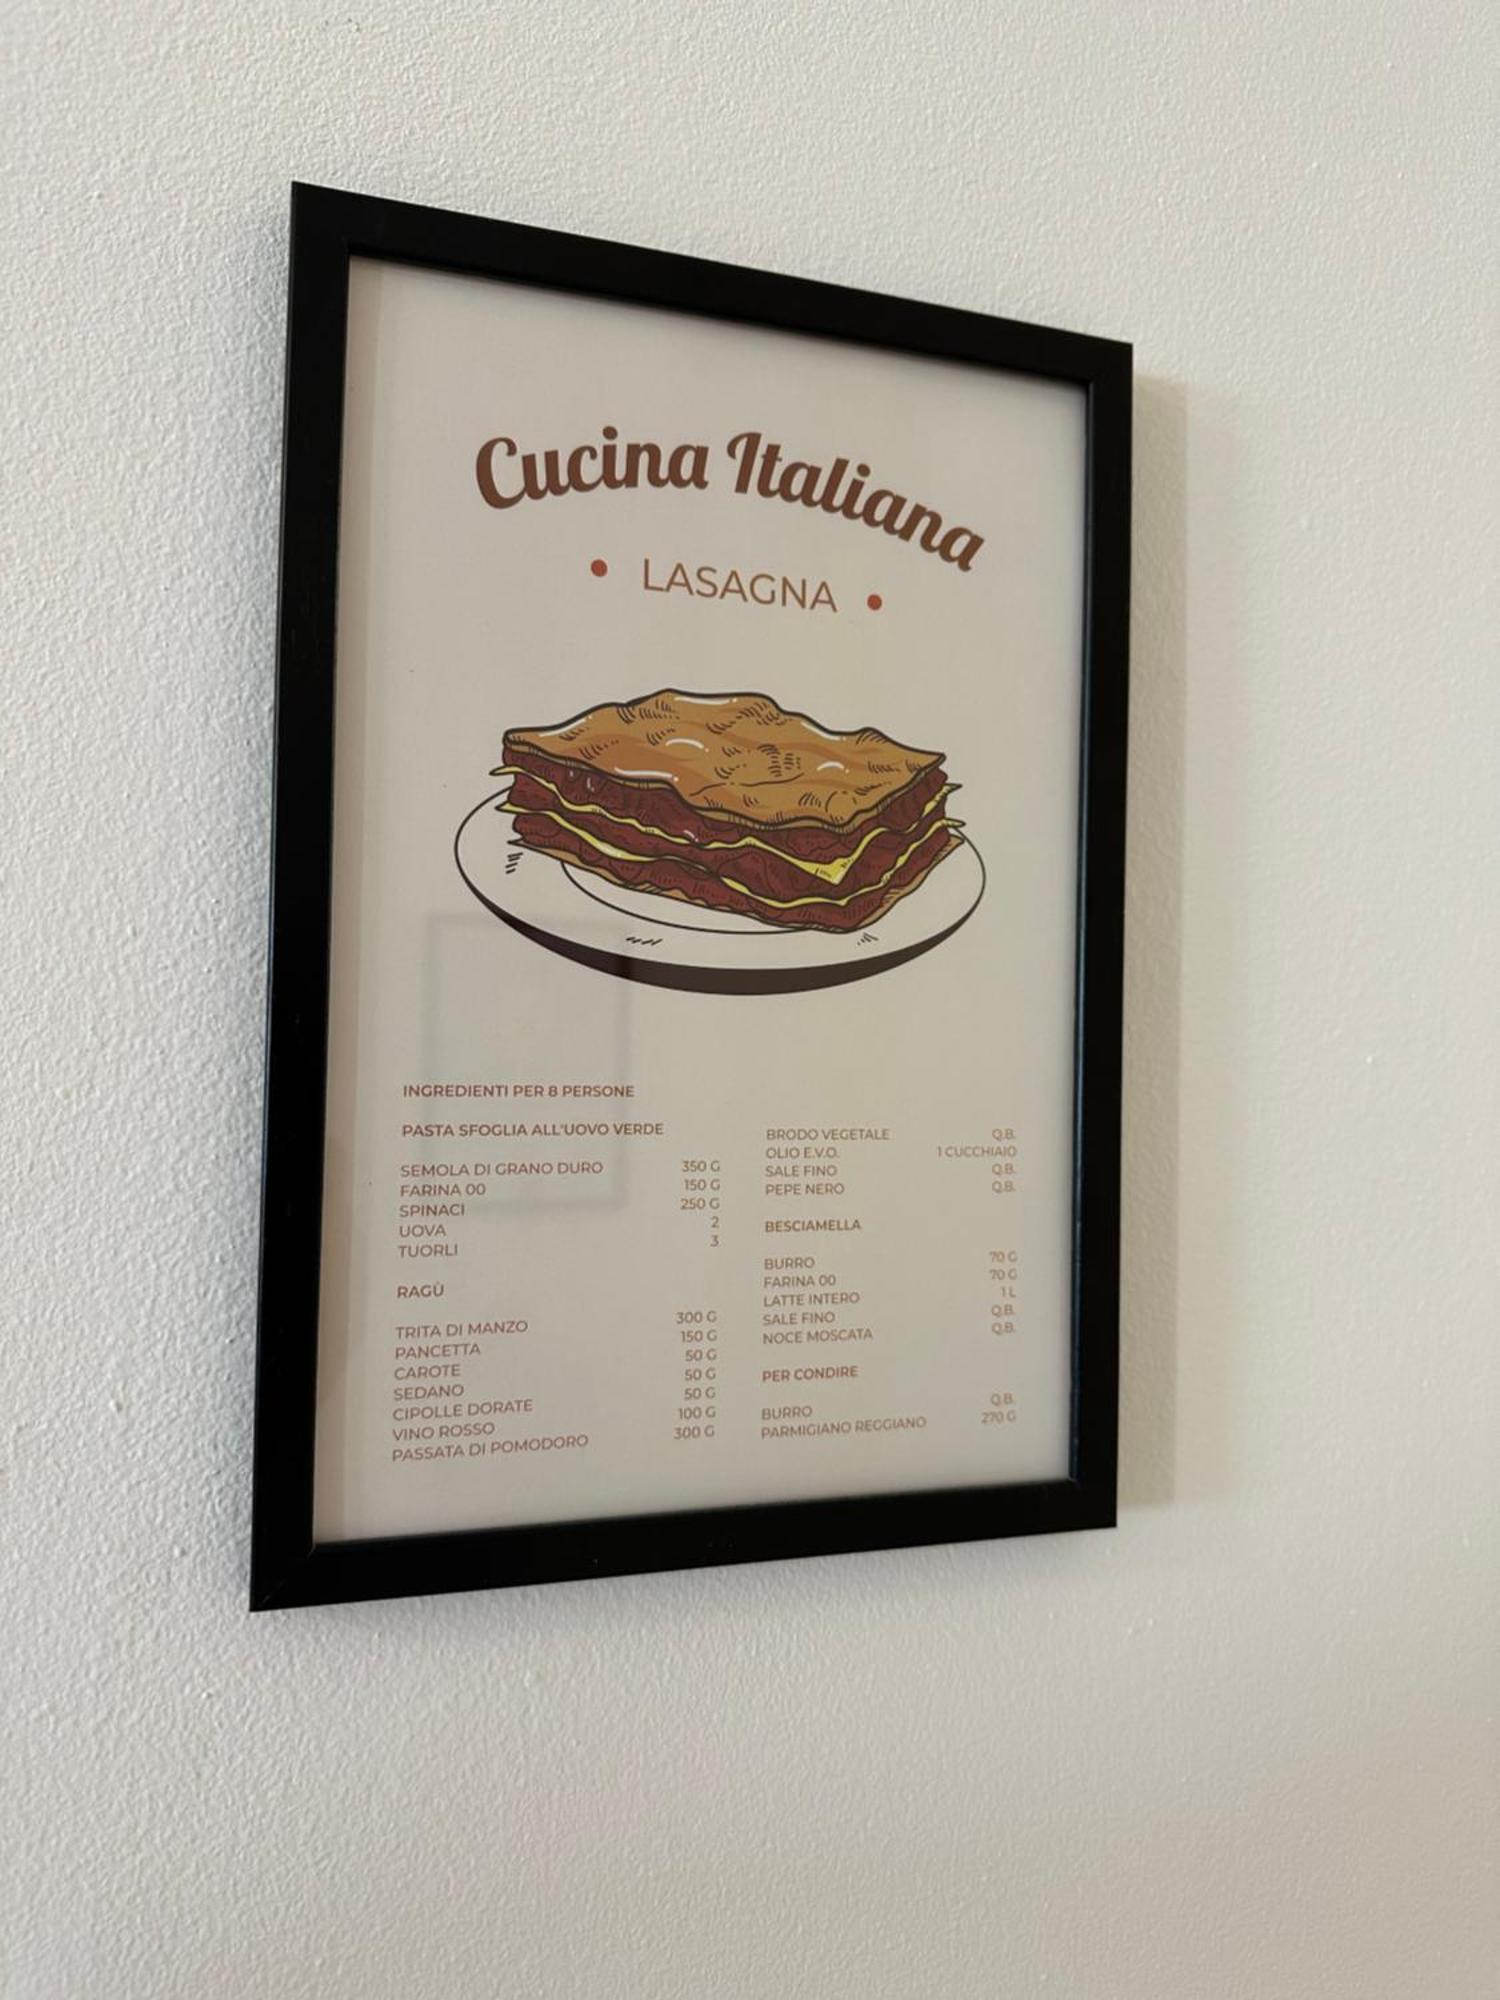 Cucina Italiana
• LASAGNA •
INGREDIENTI PER 8 PERSONE
PASTA SFOGLIA ALL'UOVO VERDE
SEMOLA DI GRANO DURO 350 G
FARINA 00 150 G
SPINACI 250 G
UOVA 2
TUORLI 3
RAGÙ
TRITA DI MANZO 300 G
PANCETTA 150 G
CAROTE 50 G
SEDANO 50 G
CIPOLLE DORATE 50 G
VINO ROSSO 100 G
PASSATA DI POMODORO 300 G
BRODO VEGETALE Q.B.
OLIO E.V.O. 1 CUCCHIAIO
SALE FINO Q.B.
PEPE NERO Q.B.
BESCIAMELLA
BURRO 70 G
FARINA 00 70 G
LATTE INTERO 1 L
SALE FINO Q.B.
NOCE MOSCATA Q.B.
PER CONDIRE
BURRO Q.B.
PARMIGIANO REGGIANO 270 G